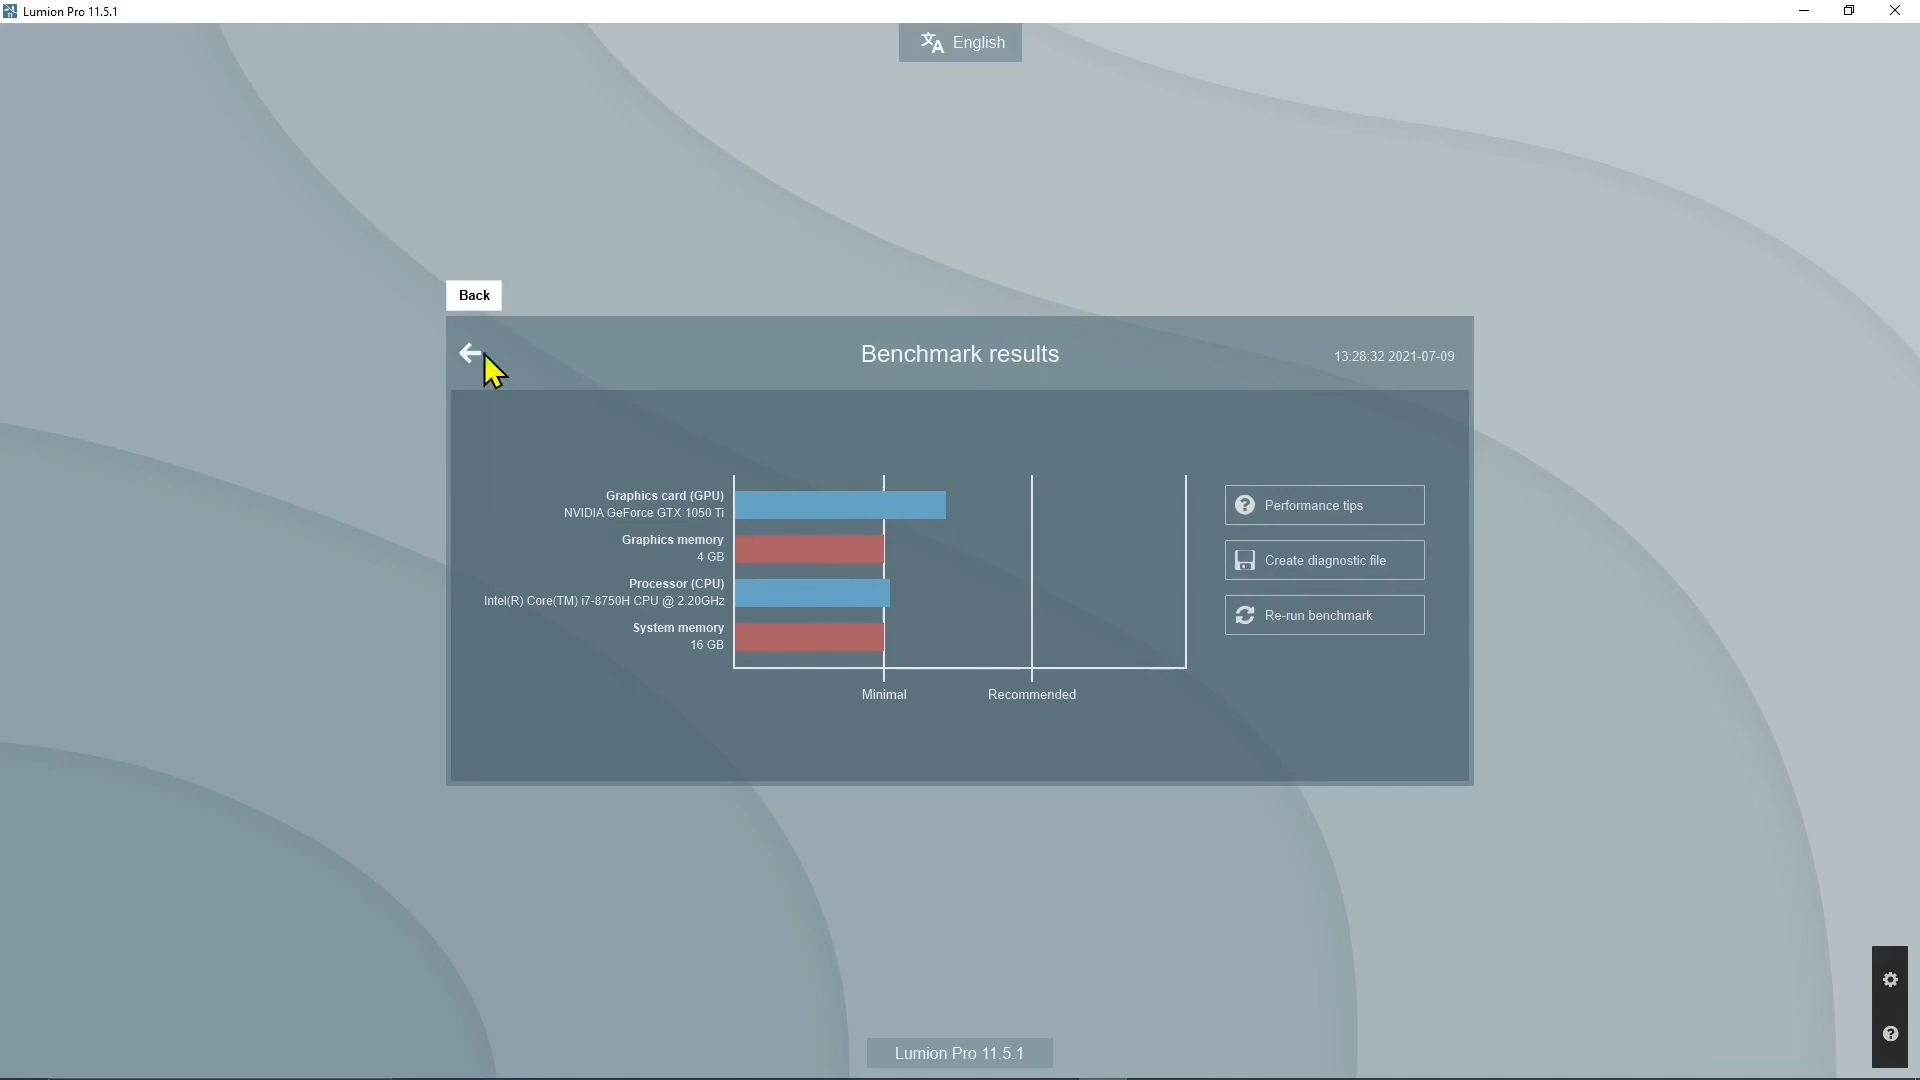 Lumion Pro 11.5.1
English
Back
Benchmark results
13:28:32 2021-07-09
Graphics card (GPU)
NVIDIA GeForce GTX 1050 Ti
Graphics memory
4 GB
Processor (CPU)
Intel(R) Core(TM) i7-8750H CPU @ 2.20GHz
System memory
16 GB
Minimal
Recommended
Performance tips
Create diagnostic file
Re-run benchmark
Lumion Pro 11.5.1